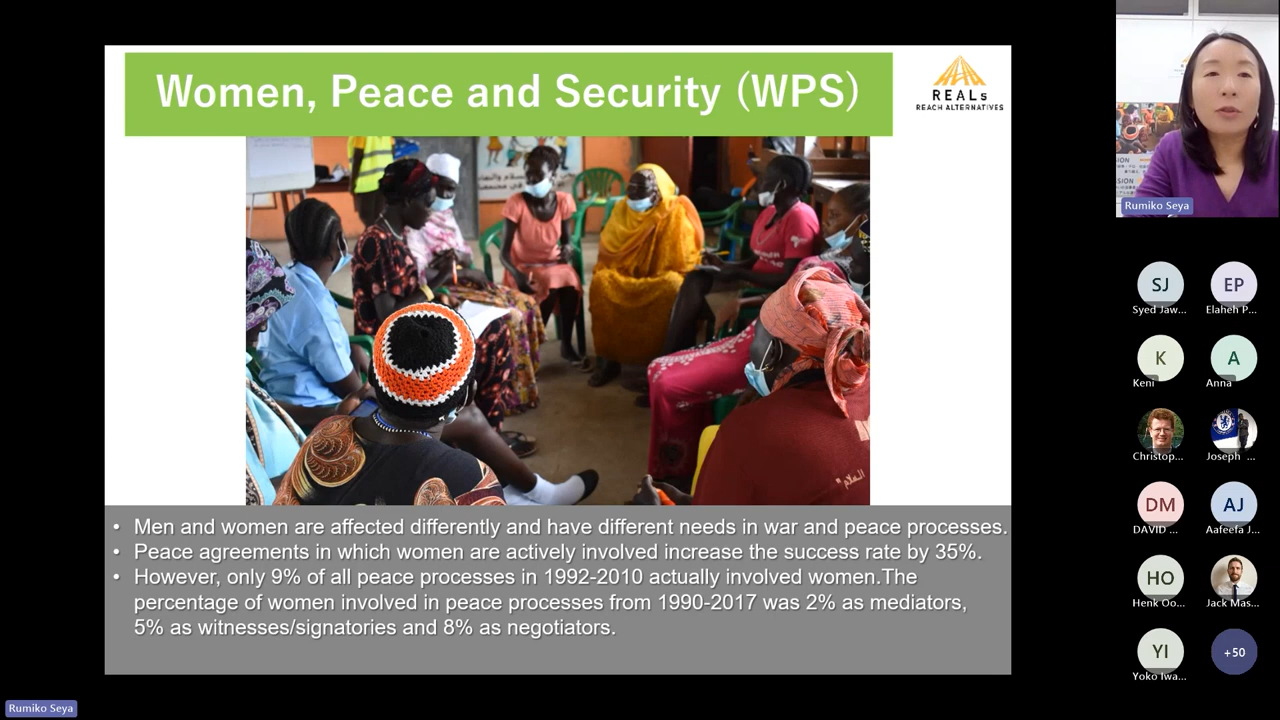 Women, Peace and Security (WPS)
REALs
REACH ALTERNATIVES
• Men and women are affected differently and have different needs in war and peace processes.
• Peace agreements in which women are actively involved increase the success rate by 35%.
• However, only 9% of all peace processes in 1992-2010 actually involved women.The
percentage of women involved in peace processes from 1990-2017 was 2% as mediators,
5% as witnesses/signatories and 8% as negotiators.
Rumiko Seya
SJ
Syed Jaw...
EP
Elaheh P...
K
Keni
A
Anna
Christop...
Joseph ...
DM
DAVID ...
AJ
Aafeefa J...
HO
Henk Oo...
Jack Mas...
YI
Yoko Iwa...
+50
Rumiko Seya